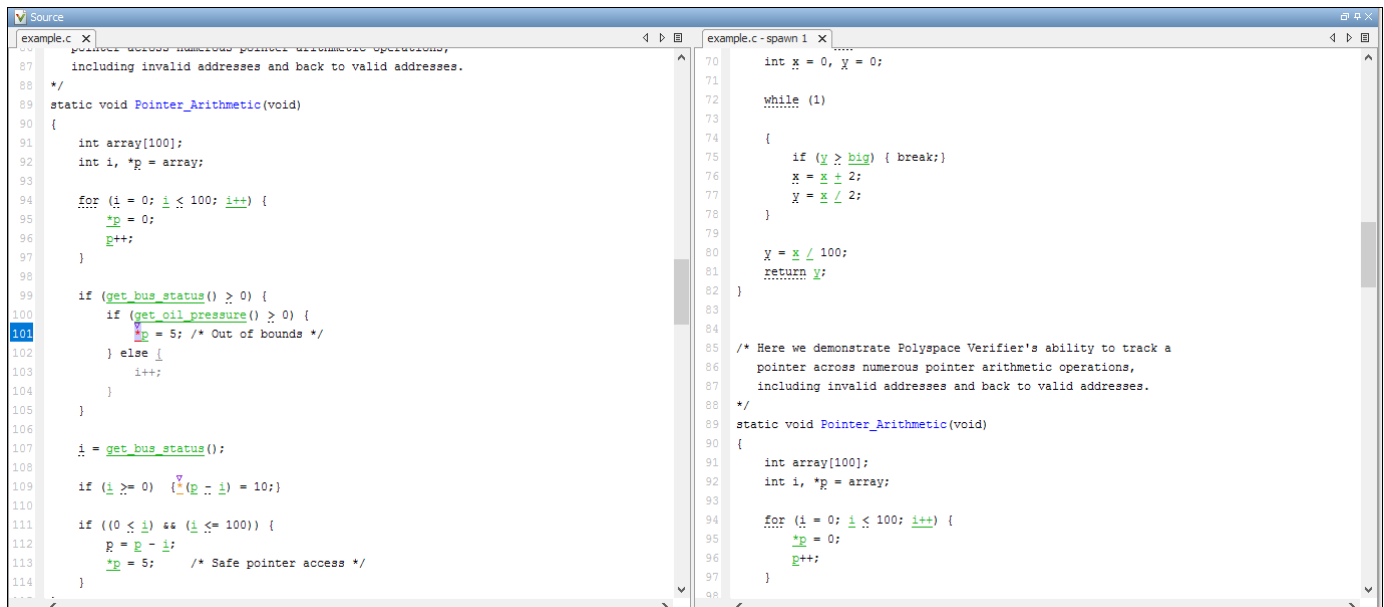 Source
example.c
pointer across numerous pointer arithmetic operations,
87 including invalid addresses and back to valid addresses.
88 */
89 static void Pointer_Arithmetic(void)
90 {
91 int array[100];
92 int i, *p = array;
93
94 for (i = 0; i < 100; i++) {
95 *p = 0;
96 p++;
97 }
98
99 if (get_bus_status() > 0) {
100 if (get_oil_pressure() > 0) {
101 *p = 5; /* Out of bounds */
102 } else {
103 i++;
104 }
105 }
106
107 i = get_bus_status();
108
109 if (i >= 0) {*(p - i) = 10;}
110
111 if ((0 < i) && (i <= 100)) {
112 p = p - i;
113 *p = 5; /* Safe pointer access */
114 }
example.c - spawn 1
70 int x = 0, y = 0;
71
72 while (1)
73
74 {
75 if (y > big) { break;}
76 x = x + 2;
77 y = x / 2;
78 }
79
80 y = x / 100;
81 return y;
82 }
83
84
85 /* Here we demonstrate Polyspace Verifier's ability to track a
86 pointer across numerous pointer arithmetic operations,
87 including invalid addresses and back to valid addresses.
88 */
89 static void Pointer_Arithmetic(void)
90 {
91 int array[100];
92 int i, *p = array;
93
94 for (i = 0; i < 100; i++) {
95 *p = 0;
96 p++;
97 }
98